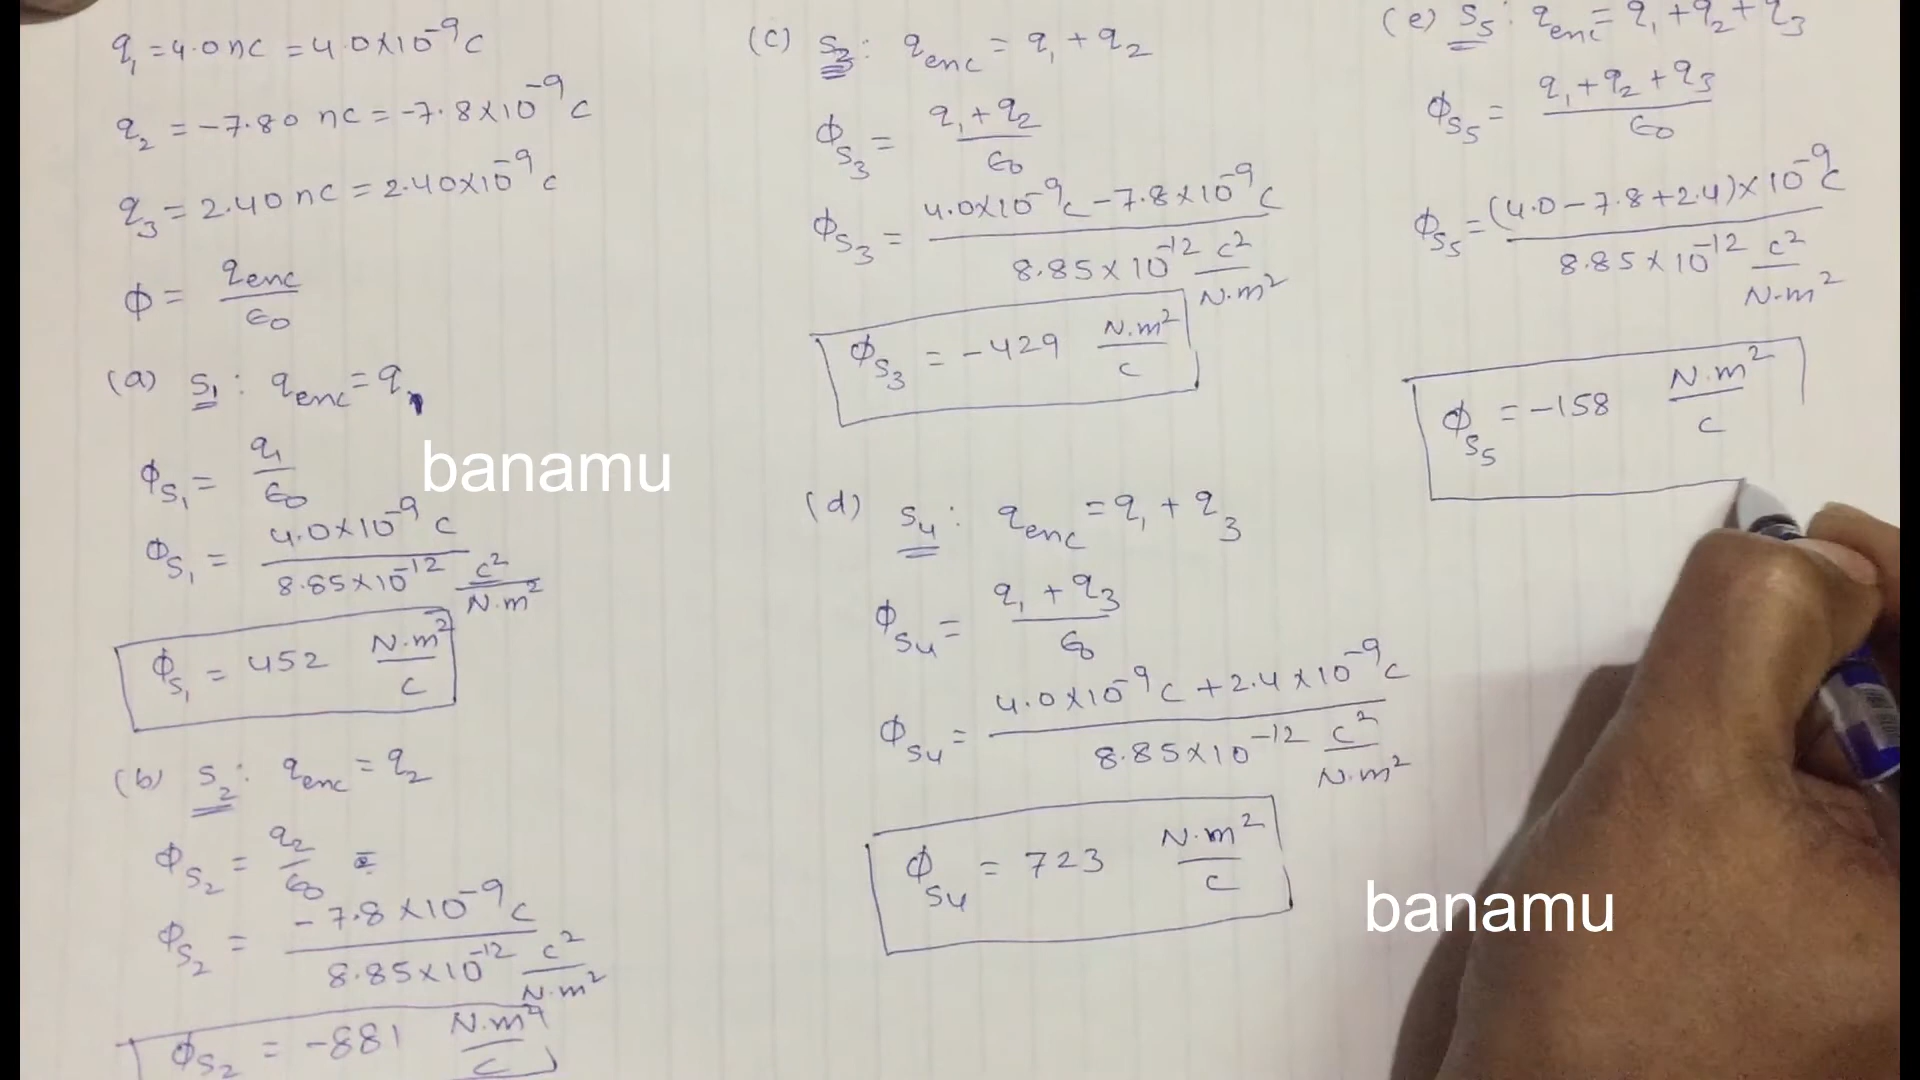 q₁ = 4.0 nc = 4.0×10⁻⁹ c
q₂ = -7.80 nc = -7.8×10⁻⁹ c
q₃ = 2.40 nc = 2.40×10⁻⁹ c
ϕ = qenc / ϵ₀
(a) S₁ : qenc = q₁
ϕS₁ = q₁ / ϵ₀
banamu
ϕS₁ = 4.0×10⁻⁹ c / 8.85×10⁻¹² c²/N·m²
ϕS₁ = 452 N·m²/c
(b) S₂ : qenc = q₂
ϕS₂ = q₂ / ϵ₀ =
ϕS₂ = -7.8×10⁻⁹ c / 8.85×10⁻¹² c²/N·m²
ϕS₂ = -881 N·m²/c
(c) S₃ : qenc = q₁ + q₂
ϕS₃ = q₁ + q₂ / ϵ₀
ϕS₃ = 4.0×10⁻⁹ c - 7.8×10⁻⁹ c / 8.85×10⁻¹² c²/N·m²
ϕS₃ = -429 N·m²/c
(d) S₄ : qenc = q₁ + q₃
ϕS₄ = q₁ + q₃ / ϵ₀
ϕS₄ = 4.0×10⁻⁹ c + 2.4×10⁻⁹ c / 8.85×10⁻¹² c²/N·m²
ϕS₄ = 723 N·m²/c
banamu
(e) S₅ : qenc = q₁ + q₂ + q₃
ϕS₅ = q₁ + q₂ + q₃ / ϵ₀
ϕS₅ = (4.0 - 7.8 + 2.4)×10⁻⁹ c / 8.85×10⁻¹² c²/N·m²
ϕS₅ = -158 N·m²/c